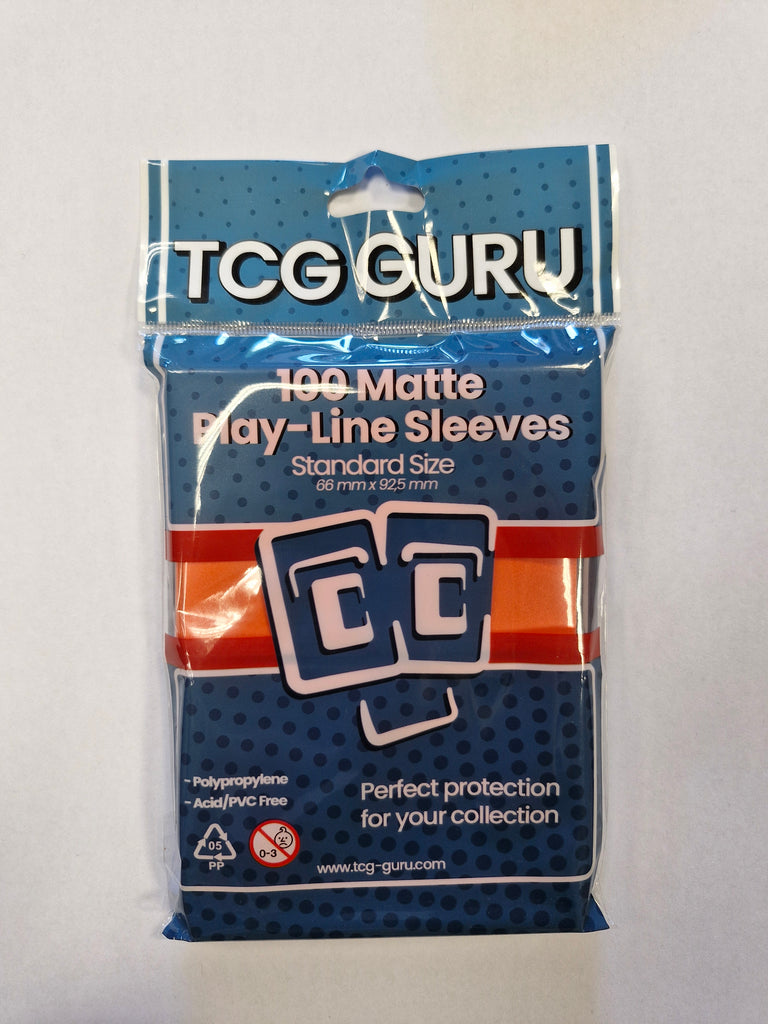 TCG GURU
100 Matte
Play-Line Sleeves
Standard Size
66 mm x 92,5 mm
- Polypropylene
- Acid/PVC Free
Perfect protection
for your collection
05
PP
0-3
www.tcg-guru.com